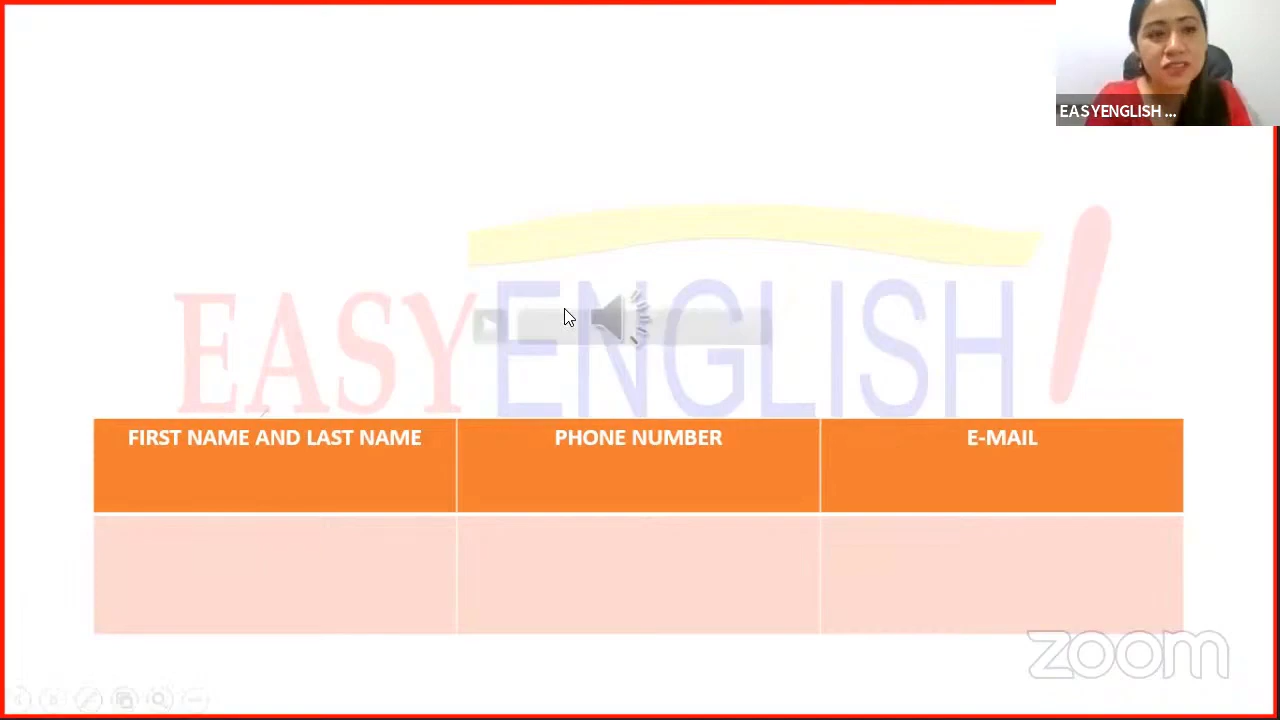 EASYENGLISH ...
EASYENGLISH!
FIRST NAME AND LAST NAME
PHONE NUMBER
E-MAIL
zoom